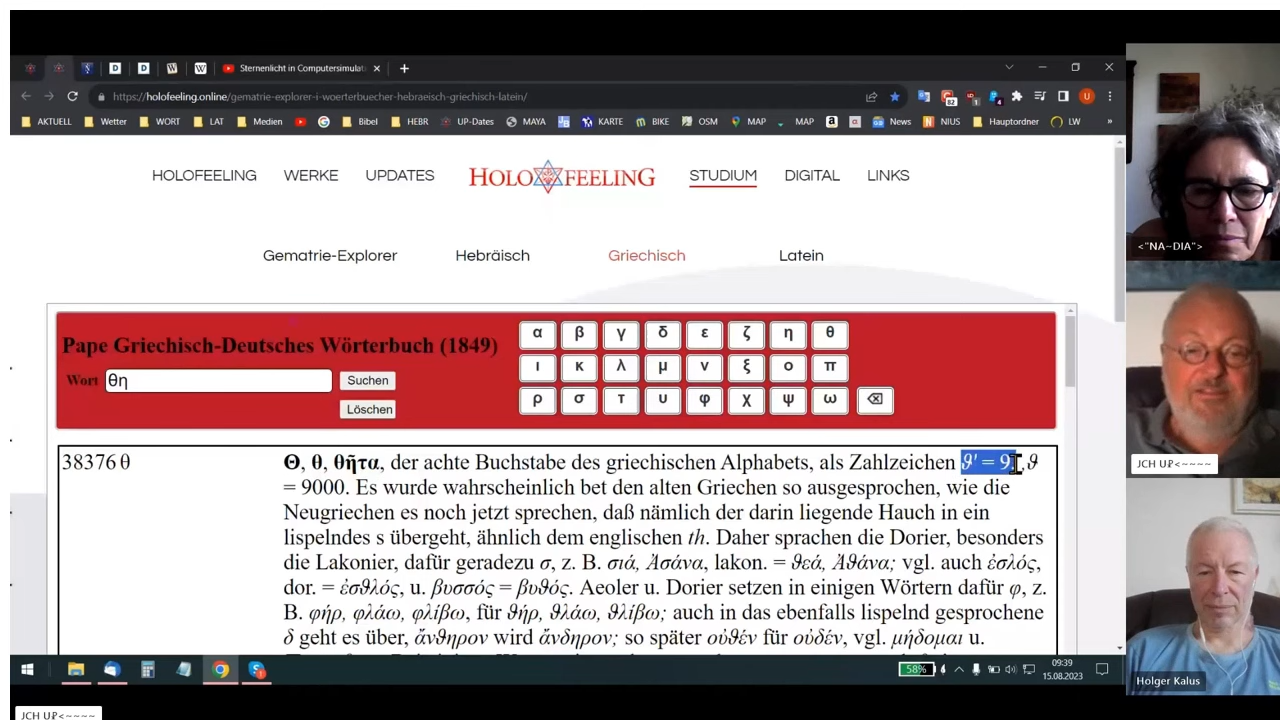 Sternenlicht in Computersimulat
https://holofeeling.online/gematrie-explorer-i-woerterbuecher-hebraeisch-griechisch-latein/
82 1 4 U
AKTUELL Wetter WORT LAT Medien Bibel HEBR UP-Dates MAYA KARTE BIKE OSM MAP MAP News NIUS Hauptordner LW »
HOLOFEELING WERKE UPDATES HOLOFEELING STUDIUM DIGITAL LINKS
Gematrie-Explorer Hebräisch Griechisch Latein
Pape Griechisch-Deutsches Wörterbuch (1849)
Wort θη Suchen
Löschen
α β γ δ ε ζ η θ
ι κ λ μ ν ξ ο π
ρ σ τ υ φ χ ψ ω
38376 θ
Θ, θ, θῆτα, der achte Buchstabe des griechischen Alphabets, als Zahlzeichen ϑ' = 9, ,ϑ
= 9000. Es wurde wahrscheinlich bet den alten Griechen so ausgesprochen, wie die
Neugriechen es noch jetzt sprechen, daß nämlich der darin liegende Hauch in ein
lispelndes s übergeht, ähnlich dem englischen th. Daher sprachen die Dorier, besonders
die Lakonier, dafür geradezu σ, z. B. σιά, Ἀσάνα, lakon. = ϑεά, Ἀϑάνα; vgl. auch ἐσλός,
dor. = ἐσϑλός, u. βυσσός = βυϑός. Aeoler u. Dorier setzen in einigen Wörtern dafür φ, z.
B. φήρ, φλάω, φλίβω, für ϑήρ, ϑλάω, ϑλίβω; auch in das ebenfalls lispelnd gesprochene
δ geht es über, ἄνϑηρον wird ἄνδηρον; so später οὐϑέν für οὐδέν, vgl. μήδομαι u.
58% 09:39
15.08.2023
<"NA~DIA">
JCH UP<~~~~
Holger Kalus
JCH UP<~~~~